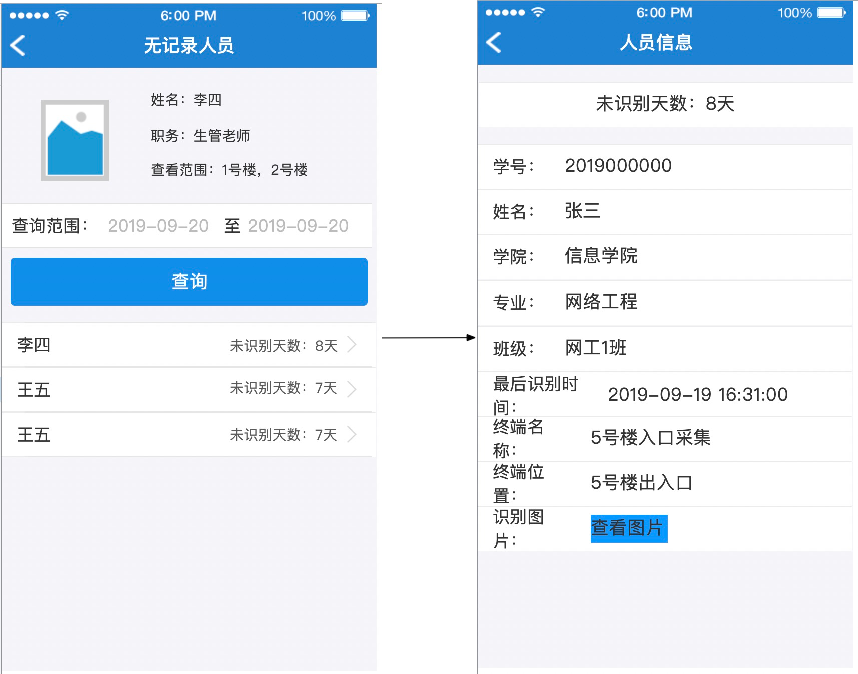 6:00 PM
100%
无记录人员
姓名：李四
职务：生管老师
查看范围：1号楼，2号楼
查询范围： 2019-09-20 至 2019-09-20
查询
李四 未识别天数：8天
王五 未识别天数：7天
王五 未识别天数：7天
6:00 PM
100%
人员信息
未识别天数：8天
学号： 2019000000
姓名： 张三
学院： 信息学院
专业： 网络工程
班级： 网工1班
最后识别时
间：
2019-09-19 16:31:00
终端名
称：
5号楼入口采集
终端位
置：
5号楼出入口
识别图
片：
查看图片